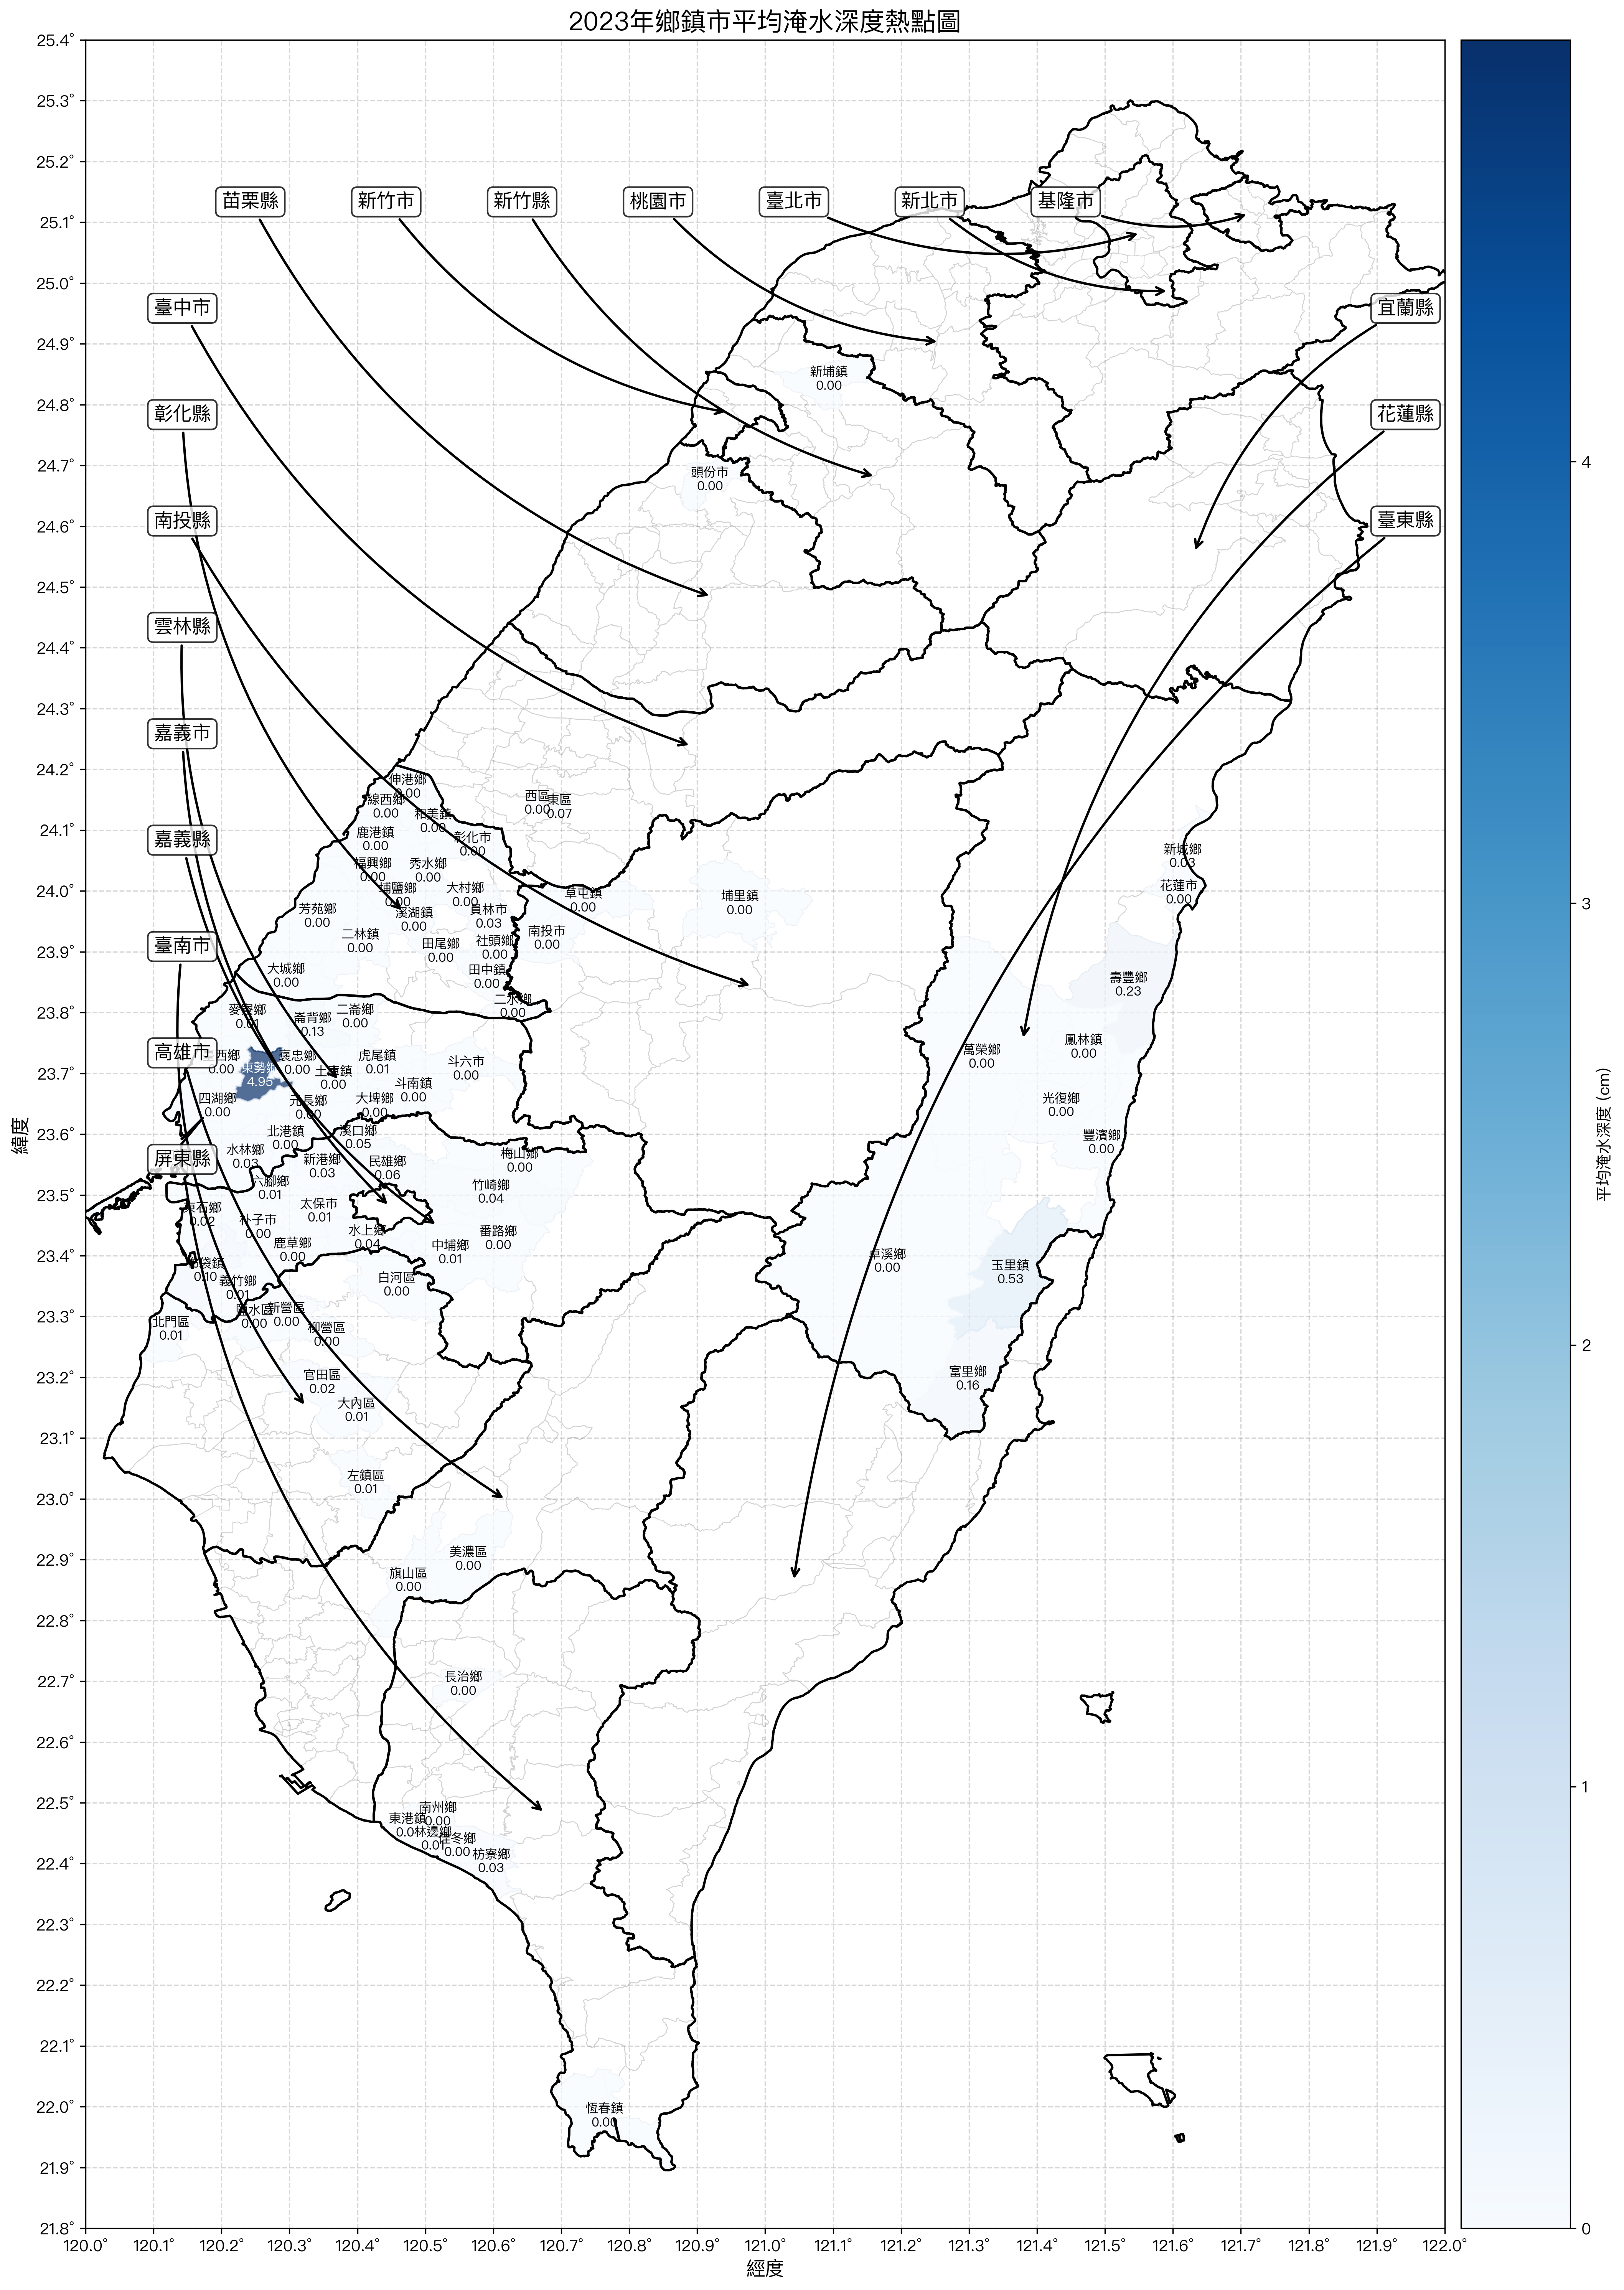 2023年鄉鎮市平均淹水深度熱點圖
25.4°
25.3°
25.2°
25.1°
25.0°
24.9°
24.8°
24.7°
24.6°
24.5°
24.4°
24.3°
24.2°
24.1°
24.0°
23.9°
23.8°
23.7°
23.6°
23.5°
23.4°
23.3°
23.2°
23.1°
23.0°
22.9°
22.8°
22.7°
22.6°
22.5°
22.4°
22.3°
22.2°
22.1°
22.0°
21.9°
21.8°
緯度
苗栗縣
新竹市
新竹縣
桃園市
臺北市
新北市
基隆市
臺中市
宜蘭縣
彰化縣
花蓮縣
南投縣
臺東縣
雲林縣
嘉義市
嘉義縣
臺南市
高雄市
屏東縣
新埔鎮
0.00
頭份市
0.00
伸港鄉
0.00
線西鄉
0.00
和美鎮
0.00
西區
0.00
東區
0.07
鹿港鎮
0.00
彰化市
0.00
福興鄉
0.00
秀水鄉
0.00
埔鹽鄉
0.00
大村鄉
0.00
草屯鎮
0.00
埔里鎮
0.00
新城鄉
0.03
花蓮市
0.00
芳苑鄉
0.00
溪湖鎮
0.00
員林市
0.03
二林鎮
0.00
田尾鄉
0.00
社頭鄉
0.00
南投市
0.00
大城鄉
0.00
田中鎮
0.00
壽豐鄉
0.23
二水鄉
0.00
麥寮鄉
0.01
崙背鄉
0.13
二崙鄉
0.00
西鄉
0.00
東勢鄉
4.95
褒忠鄉
0.00
土庫鎮
0.00
虎尾鎮
0.01
斗六市
0.00
萬榮鄉
0.00
鳳林鎮
0.00
四湖鄉
0.00
元長鄉
0.00
大埤鄉
0.00
斗南鎮
0.00
光復鄉
0.00
北港鎮
0.00
溪口鄉
0.05
豐濱鄉
0.00
水林鄉
0.03
新港鄉
0.03
民雄鄉
0.06
梅山鄉
0.00
六腳鄉
0.01
竹崎鄉
0.04
東石鄉
0.02
朴子市
0.00
太保市
0.01
水上鄉
0.04
番路鄉
0.00
鹿草鄉
0.00
中埔鄉
0.01
卓溪鄉
0.00
玉里鎮
0.53
袋鎮
0.10
義竹鄉
0.01
白河區
0.00
北門區
0.01
鹽水區
0.00
新營區
0.00
柳營區
0.00
官田區
0.02
大內區
0.01
富里鄉
0.16
左鎮區
0.01
美濃區
0.00
旗山區
0.00
長治鄉
0.00
南州鄉
0.00
東港鎮
林邊鄉
佳冬鄉
0.00
枋寮鄉
0.03
恆春鎮
0.00
120.0° 120.1° 120.2° 120.3° 120.4° 120.5° 120.6° 120.7° 120.8° 120.9° 121.0° 121.1° 121.2° 121.3° 121.4° 121.5° 121.6° 121.7° 121.8° 121.9° 122.0°
經度
4
3
2
1
0
平均淹水深度 (cm)